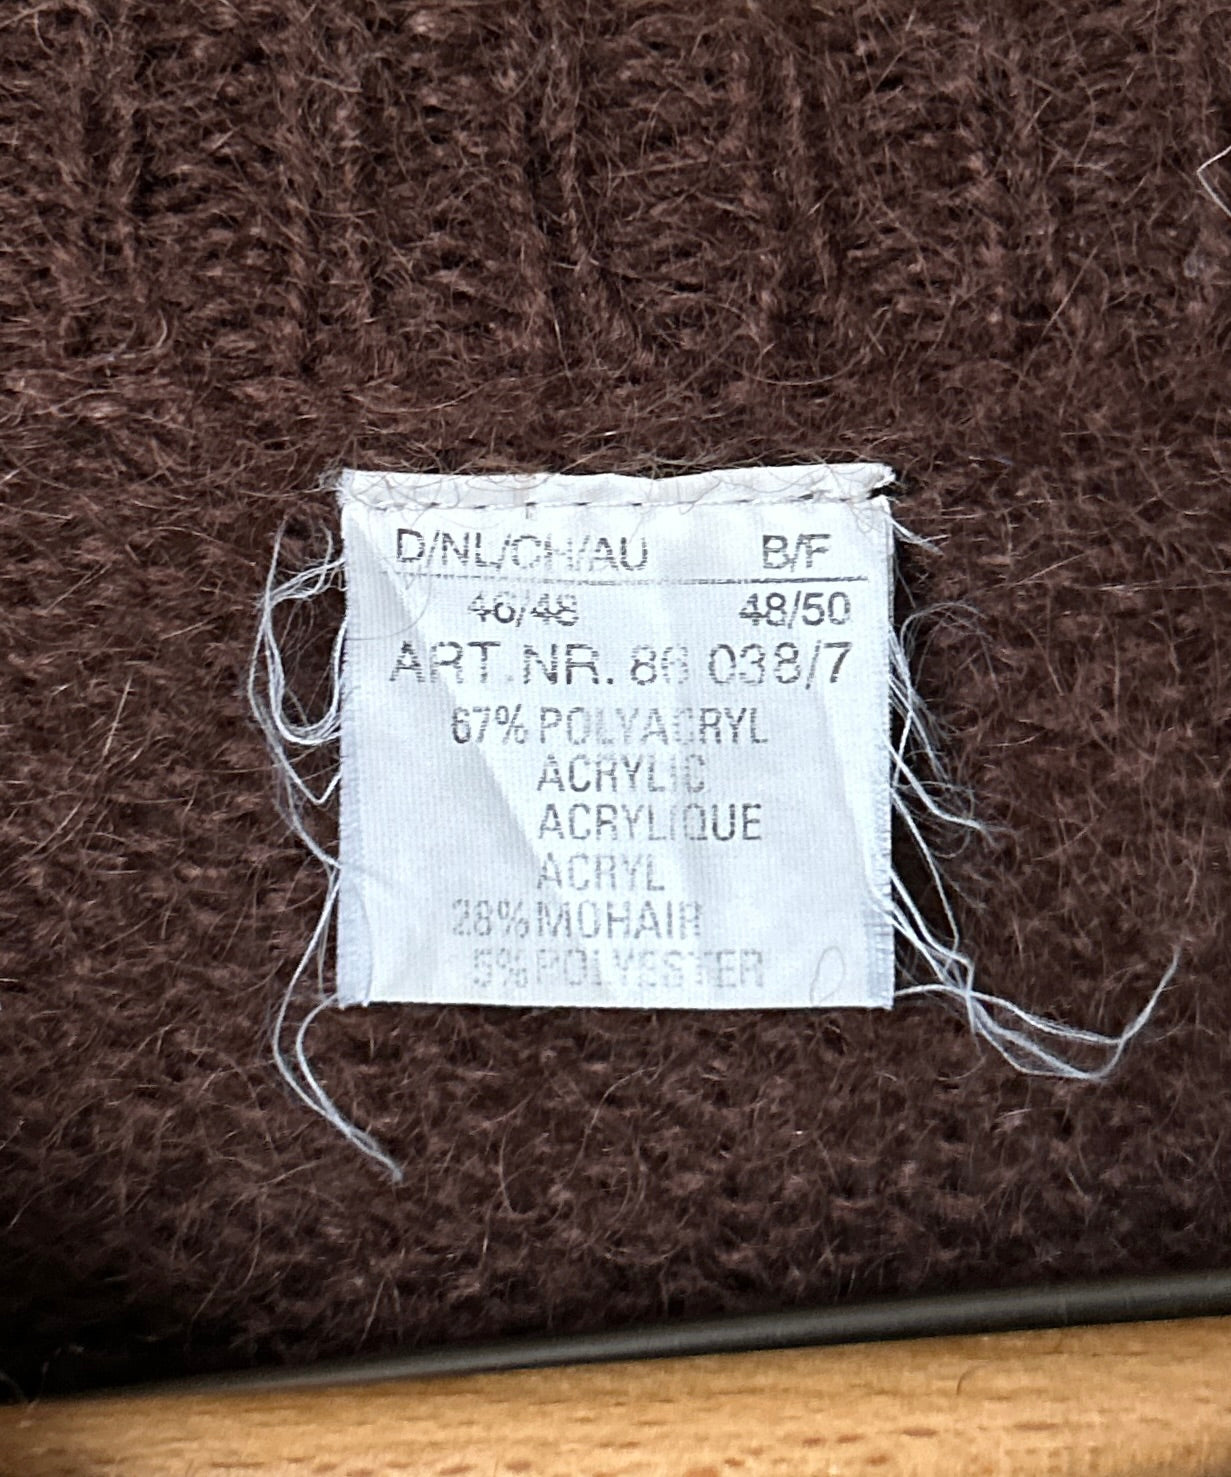 D/NL/CH/AU B/F
46/48 48/50
ART.NR. 86 038/7
67% POLYACRYL
ACRYLIC
ACRYLIQUE
ACRYL
28% MOHAIR
5% POLYESTER